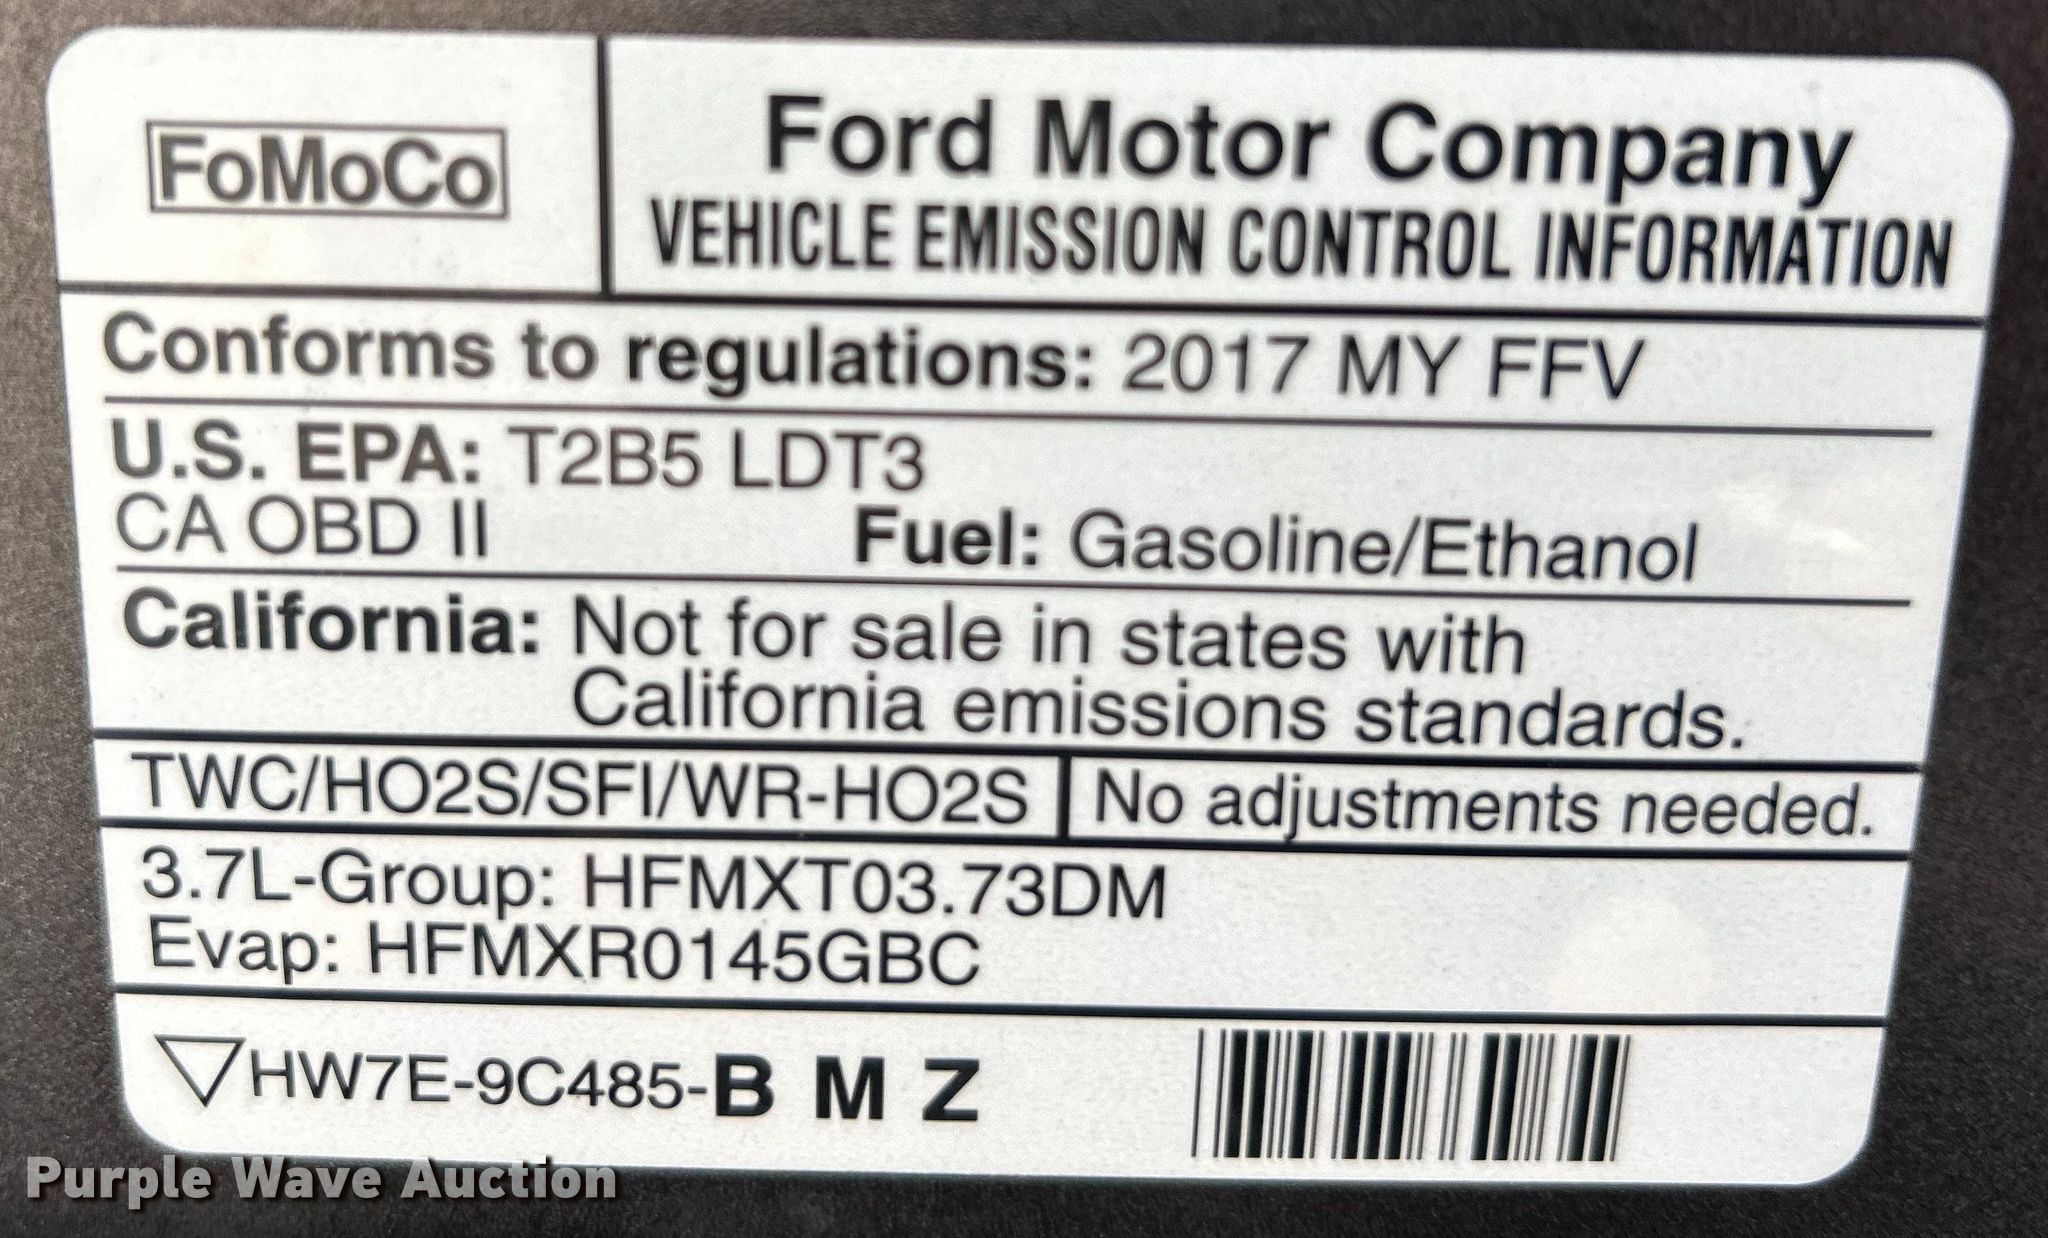 FoMoCo
Ford Motor Company
VEHICLE EMISSION CONTROL INFORMATION
Conforms to regulations: 2017 MY FFV
U.S. EPA: T2B5 LDT3
CA OBD II
Fuel: Gasoline/Ethanol
California: Not for sale in states with
California emissions standards.
TWC/HO2S/SFI/WR-HO2S
No adjustments needed.
3.7L-Group: HFMXT03.73DM
Evap: HFMXR0145GBC
HW7E-9C485-B M Z
Purple Wave Auction